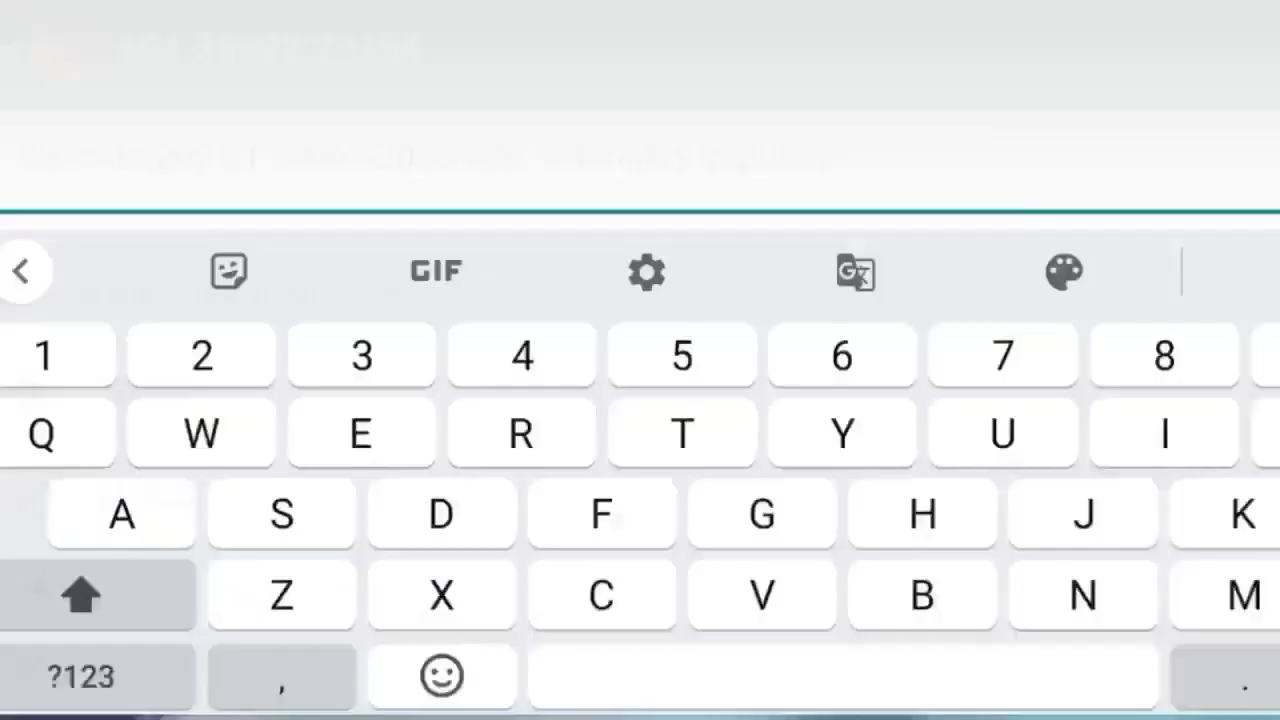 GIF
1 2 3 4 5 6 7 8
Q W E R T Y U I
A S D F G H J K
Z X C V B N M
?123 , .